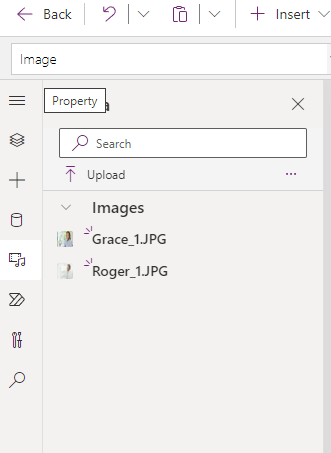 Back
Insert
Image
Property
a
Search
Upload
...
Images
Grace_1.JPG
Roger_1.JPG